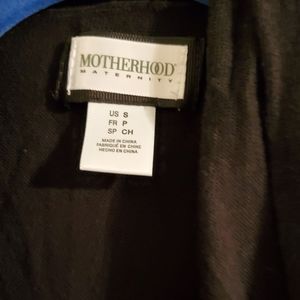 MOTHERHOOD
MATERNITY
US S
FR P
SP CH
MADE IN CHINA
FABRIQUÉ EN CHINE
HECHO EN CHINA